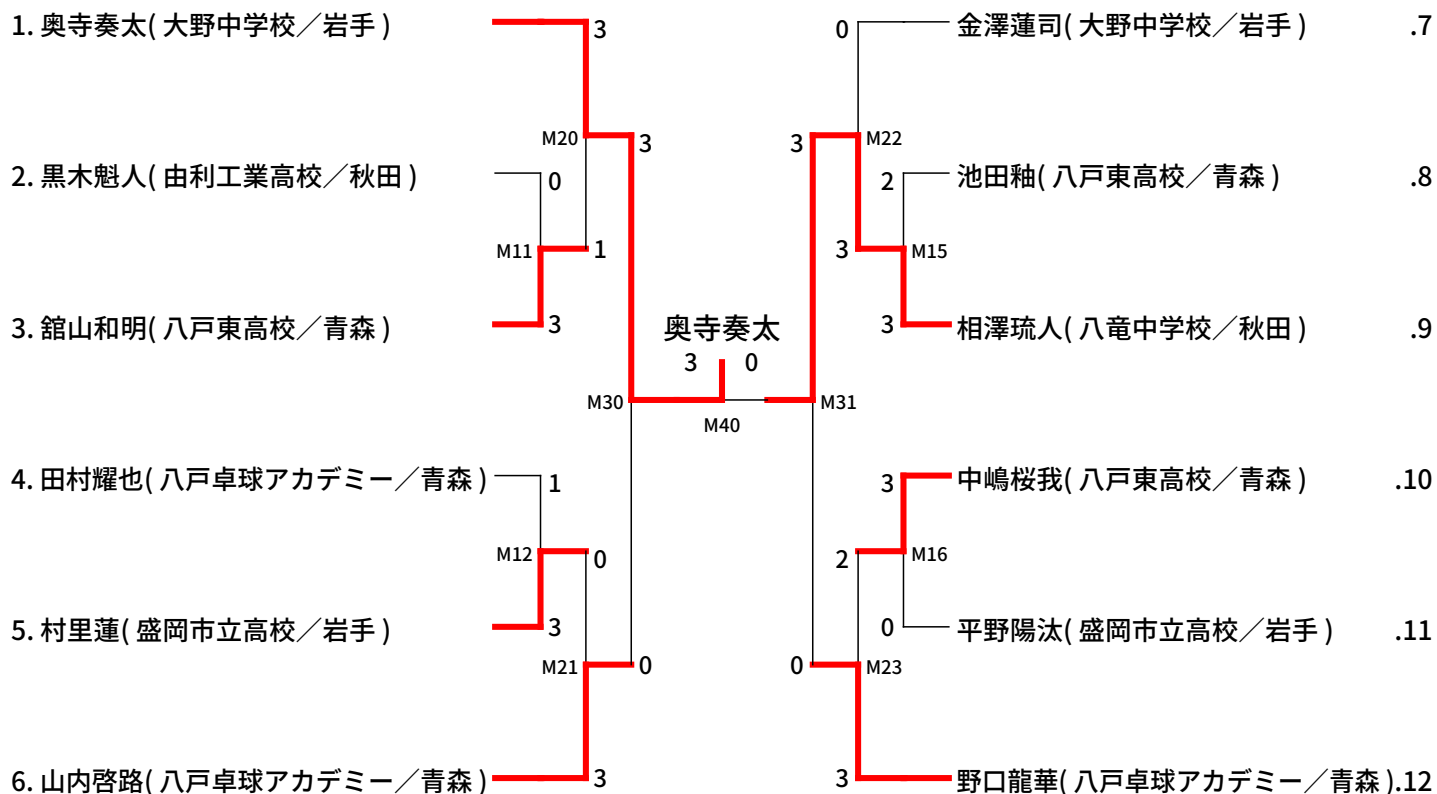 1. 奥寺奏太( 大野中学校／岩手 )
3
0
金澤蓮司( 大野中学校／岩手 )
.7
M20
3
3
M22
2. 黒木魁人( 由利工業高校／秋田 )
0
2
池田釉( 八戸東高校／青森 )
.8
M11
1
3
M15
3. 舘山和明( 八戸東高校／青森 )
3
奥寺奏太
3
相澤琉人( 八竜中学校／秋田 )
.9
3
0
M30
M40
M31
4. 田村耀也( 八戸卓球アカデミー／青森 )
1
3
中嶋桜我( 八戸東高校／青森 )
.10
M12
0
2
M16
5. 村里蓮( 盛岡市立高校／岩手 )
3
0
平野陽汰( 盛岡市立高校／岩手 )
.11
M21
0
0
M23
6. 山内啓路( 八戸卓球アカデミー／青森 )
3
3
野口龍華( 八戸卓球アカデミー／青森 ).12